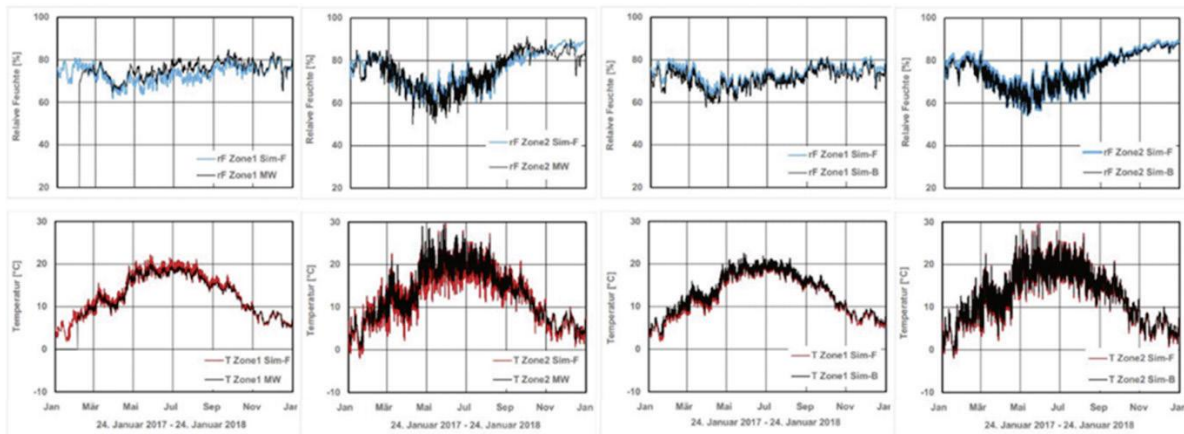 Relaive Feuchte [%]
100
80
60
40
20
rF Zone1 Sim-F
rF Zone1 MW
Relaive Feuchte [%]
100
80
60
40
20
rF Zone2 Sim-F
rF Zone2 MW
Relaive Feuchte [%]
100
80
60
40
20
rF Zone1 Sim-F
rF Zone1 Sim-B
Relaive Feuchte [%]
100
80
60
40
20
rF Zone2 Sim-F
rF Zone2 Sim-B
Temperatur [°C]
30
20
10
0
-10
T Zone1 Sim-F
T Zone1 MW
Jan Mär Mai Jul Sep Nov Jan
24. Januar 2017 - 24. Januar 2018
Temperatur [°C]
30
20
10
0
-10
T Zone2 Sim-F
T Zone2 MW
Jan Mär Mai Jul Sep Nov Jan
24. Januar 2017 - 24. Januar 2018
Temperatur [°C]
30
20
10
0
-10
T Zone1 Sim-F
T Zone1 Sim-B
Jan Mär Mai Jul Sep Nov Jan
24. Januar 2017 - 24. Januar 2018
Temperatur [°C]
30
20
10
0
-10
T Zone2 Sim-F
T Zone2 Sim-B
Jan Mär Mai Jul Sep Nov Jan
24. Januar 2017 - 24. Januar 2018